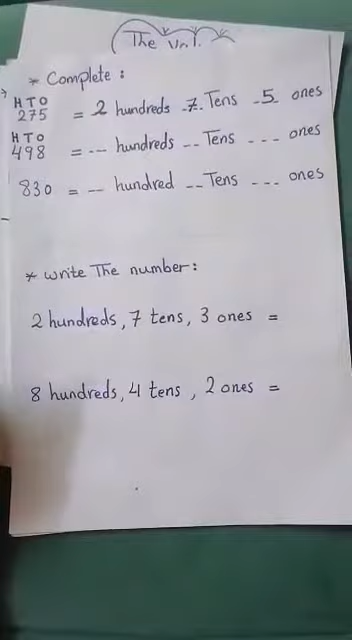 The
* Complete :
H T O
275 = 2 hundreds 7 Tens 5 ones
H T O
498 = --- hundreds -- Tens --- ones
830 = -- hundred -- Tens --- ones
* write The number :
2 hundreds, 7 tens, 3 ones =
8 hundreds, 4 tens , 2 ones =